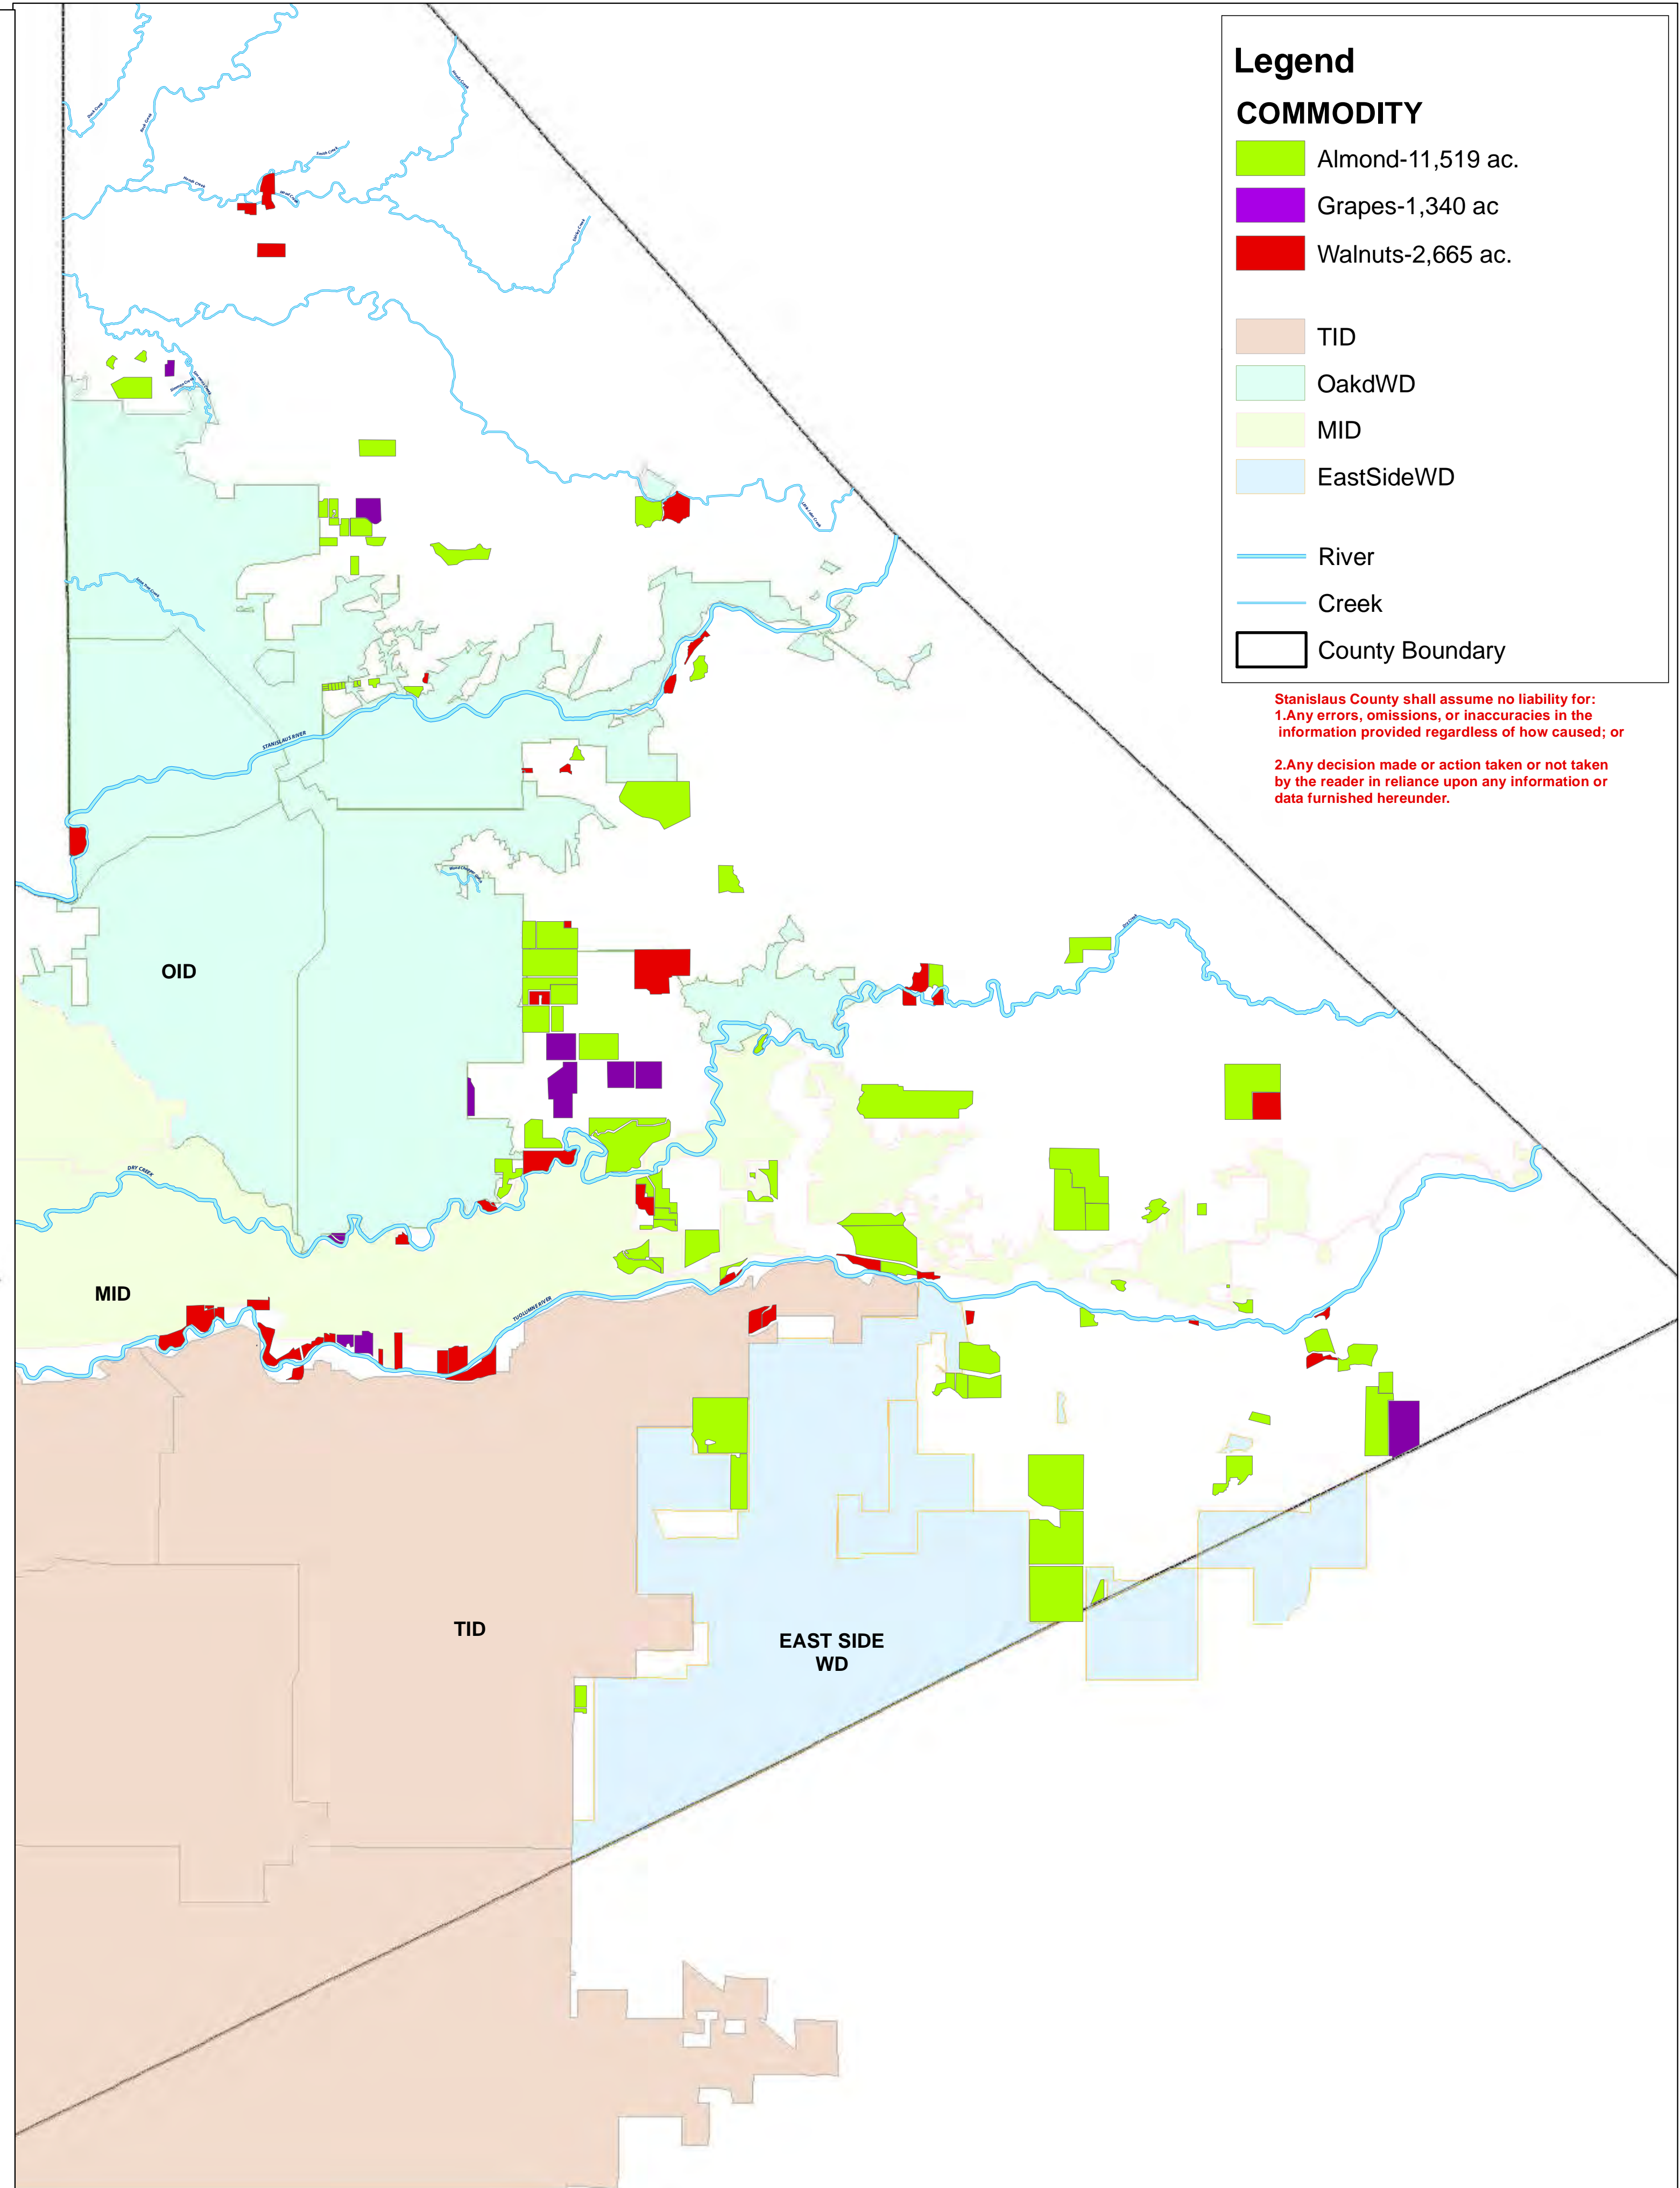 Legend
COMMODITY
Almond-11,519 ac.
Grapes-1,340 ac
Walnuts-2,665 ac.
TID
OakdWD
MID
EastSideWD
River
Creek
County Boundary
Stanislaus County shall assume no liability for:
1.Any errors, omissions, or inaccuracies in the
information provided regardless of how caused; or
2.Any decision made or action taken or not taken
by the reader in reliance upon any information or
data furnished hereunder.
STANISLAUS RIVER
OID
DRY CREEK
MID
TUOLUMNE RIVER
TID
EAST SIDE
WD